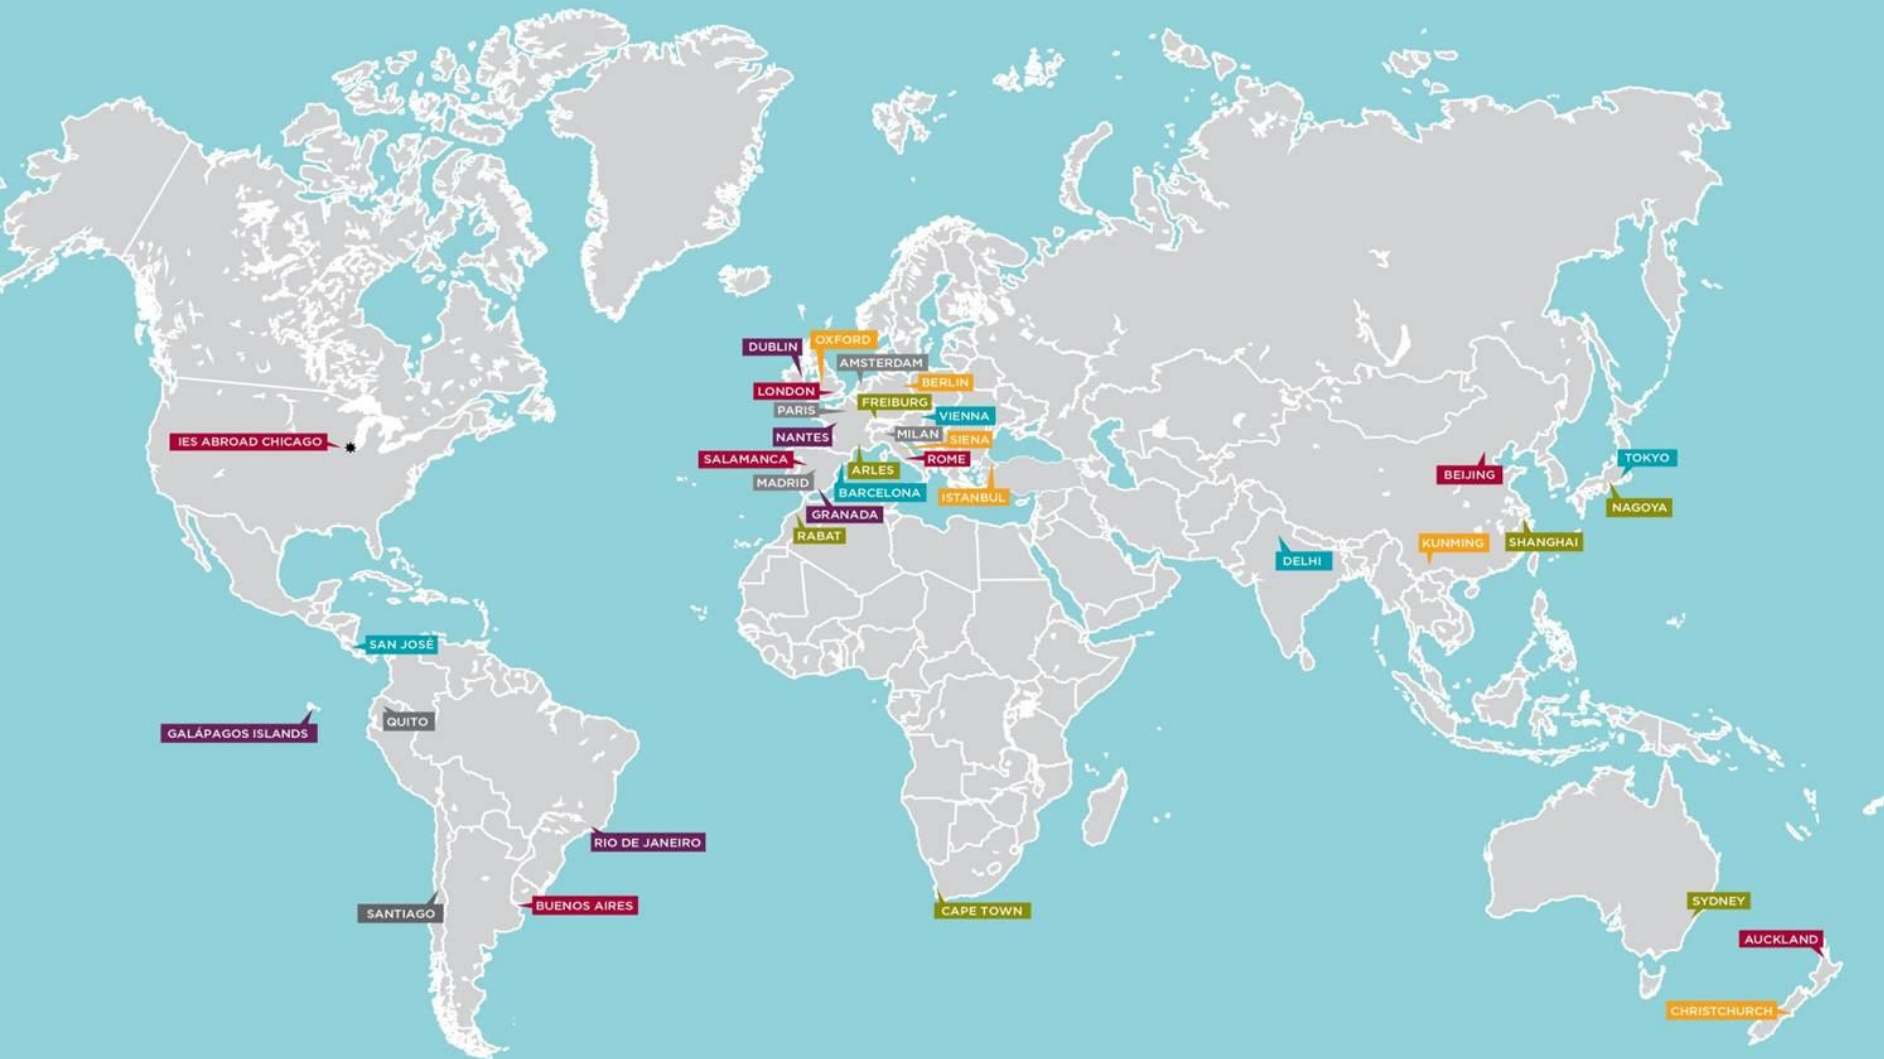 OXFORD
DUBLIN
AMSTERDAM
BERLIN
LONDON
FREIBURG
PARIS
VIENNA
NANTES
MILAN
SIENA
IES ABROAD CHICAGO
SALAMANCA
ROME
TOKYO
ARLES
BEIJING
MADRID
BARCELONA
ISTANBUL
NAGOYA
GRANADA
RABAT
KUNMING
SHANGHAI
DELHI
SAN JOSÉ
QUITO
GALÁPAGOS ISLANDS
RIO DE JANEIRO
SYDNEY
BUENOS AIRES
CAPE TOWN
SANTIAGO
AUCKLAND
CHRISTCHURCH